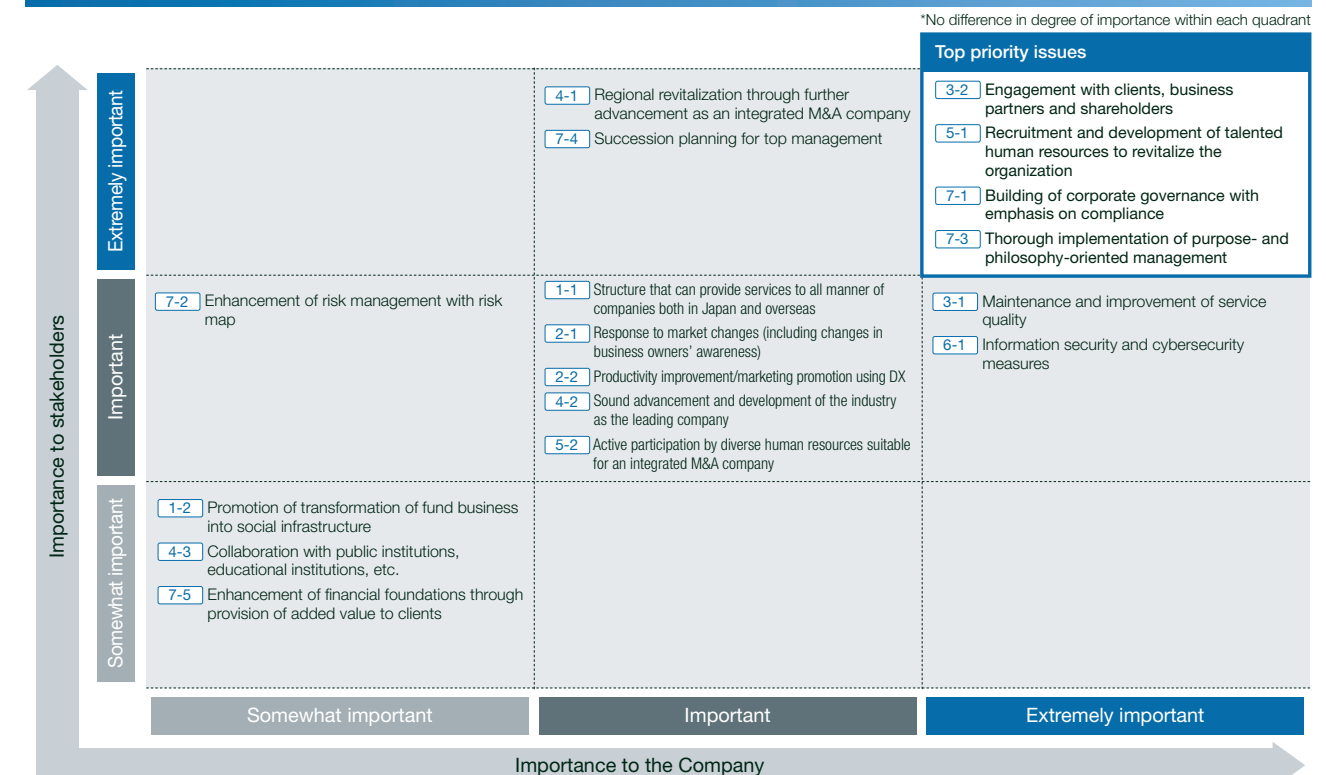 *No difference in degree of importance within each quadrant
Top priority issues
3-2 Engagement with clients, business
partners and shareholders
5-1 Recruitment and development of talented
human resources to revitalize the
organization
7-1 Building of corporate governance with
emphasis on compliance
7-3 Thorough implementation of purpose- and
philosophy-oriented management
Importance to stakeholders
Extremely important
4-1 Regional revitalization through further
advancement as an integrated M&A company
7-4 Succession planning for top management
Important
7-2 Enhancement of risk management with risk
map
1-1 Structure that can provide services to all manner of
companies both in Japan and overseas
2-1 Response to market changes (including changes in
business owners' awareness)
2-2 Productivity improvement/marketing promotion using DX
4-2 Sound advancement and development of the industry
as the leading company
5-2 Active participation by diverse human resources suitable
for an integrated M&A company
3-1 Maintenance and improvement of service
quality
6-1 Information security and cybersecurity
measures
Somewhat important
1-2 Promotion of transformation of fund business
into social infrastructure
4-3 Collaboration with public institutions,
educational institutions, etc.
7-5 Enhancement of financial foundations through
provision of added value to clients
Somewhat important
Important
Extremely important
Importance to the Company